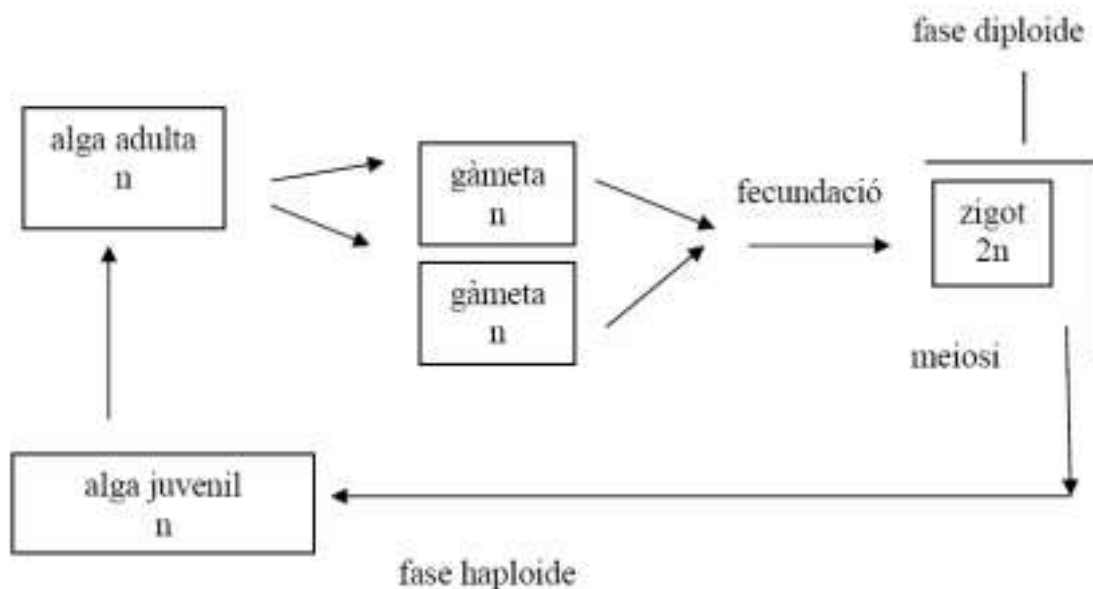 fase diploide
alga adulta
n
gàmeta
n
fecundació
zigot
2n
gàmeta
n
meiosi
alga juvenil
n
fase haploide